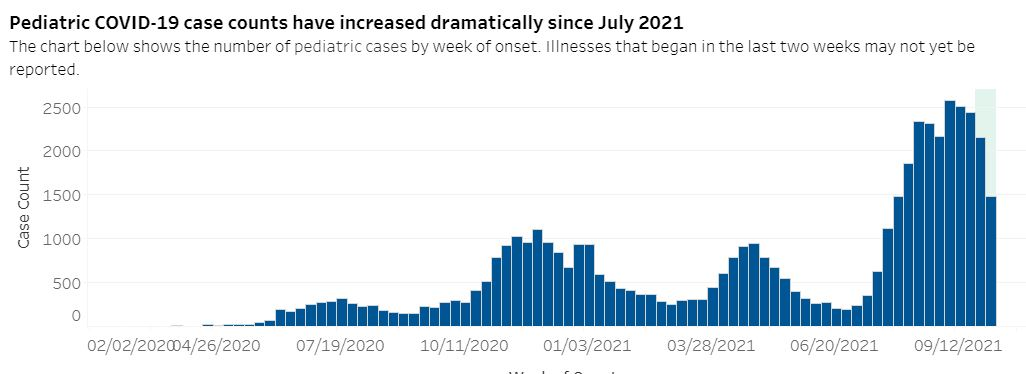 Pediatric COVID-19 case counts have increased dramatically since July 2021
The chart below shows the number of pediatric cases by week of onset. Illnesses that began in the last two weeks may not yet be
reported.
2500
2000
1500
1000
500
0
Case Count
02/02/2020 04/26/2020 07/19/2020 10/11/2020 01/03/2021 03/28/2021 06/20/2021 09/12/2021